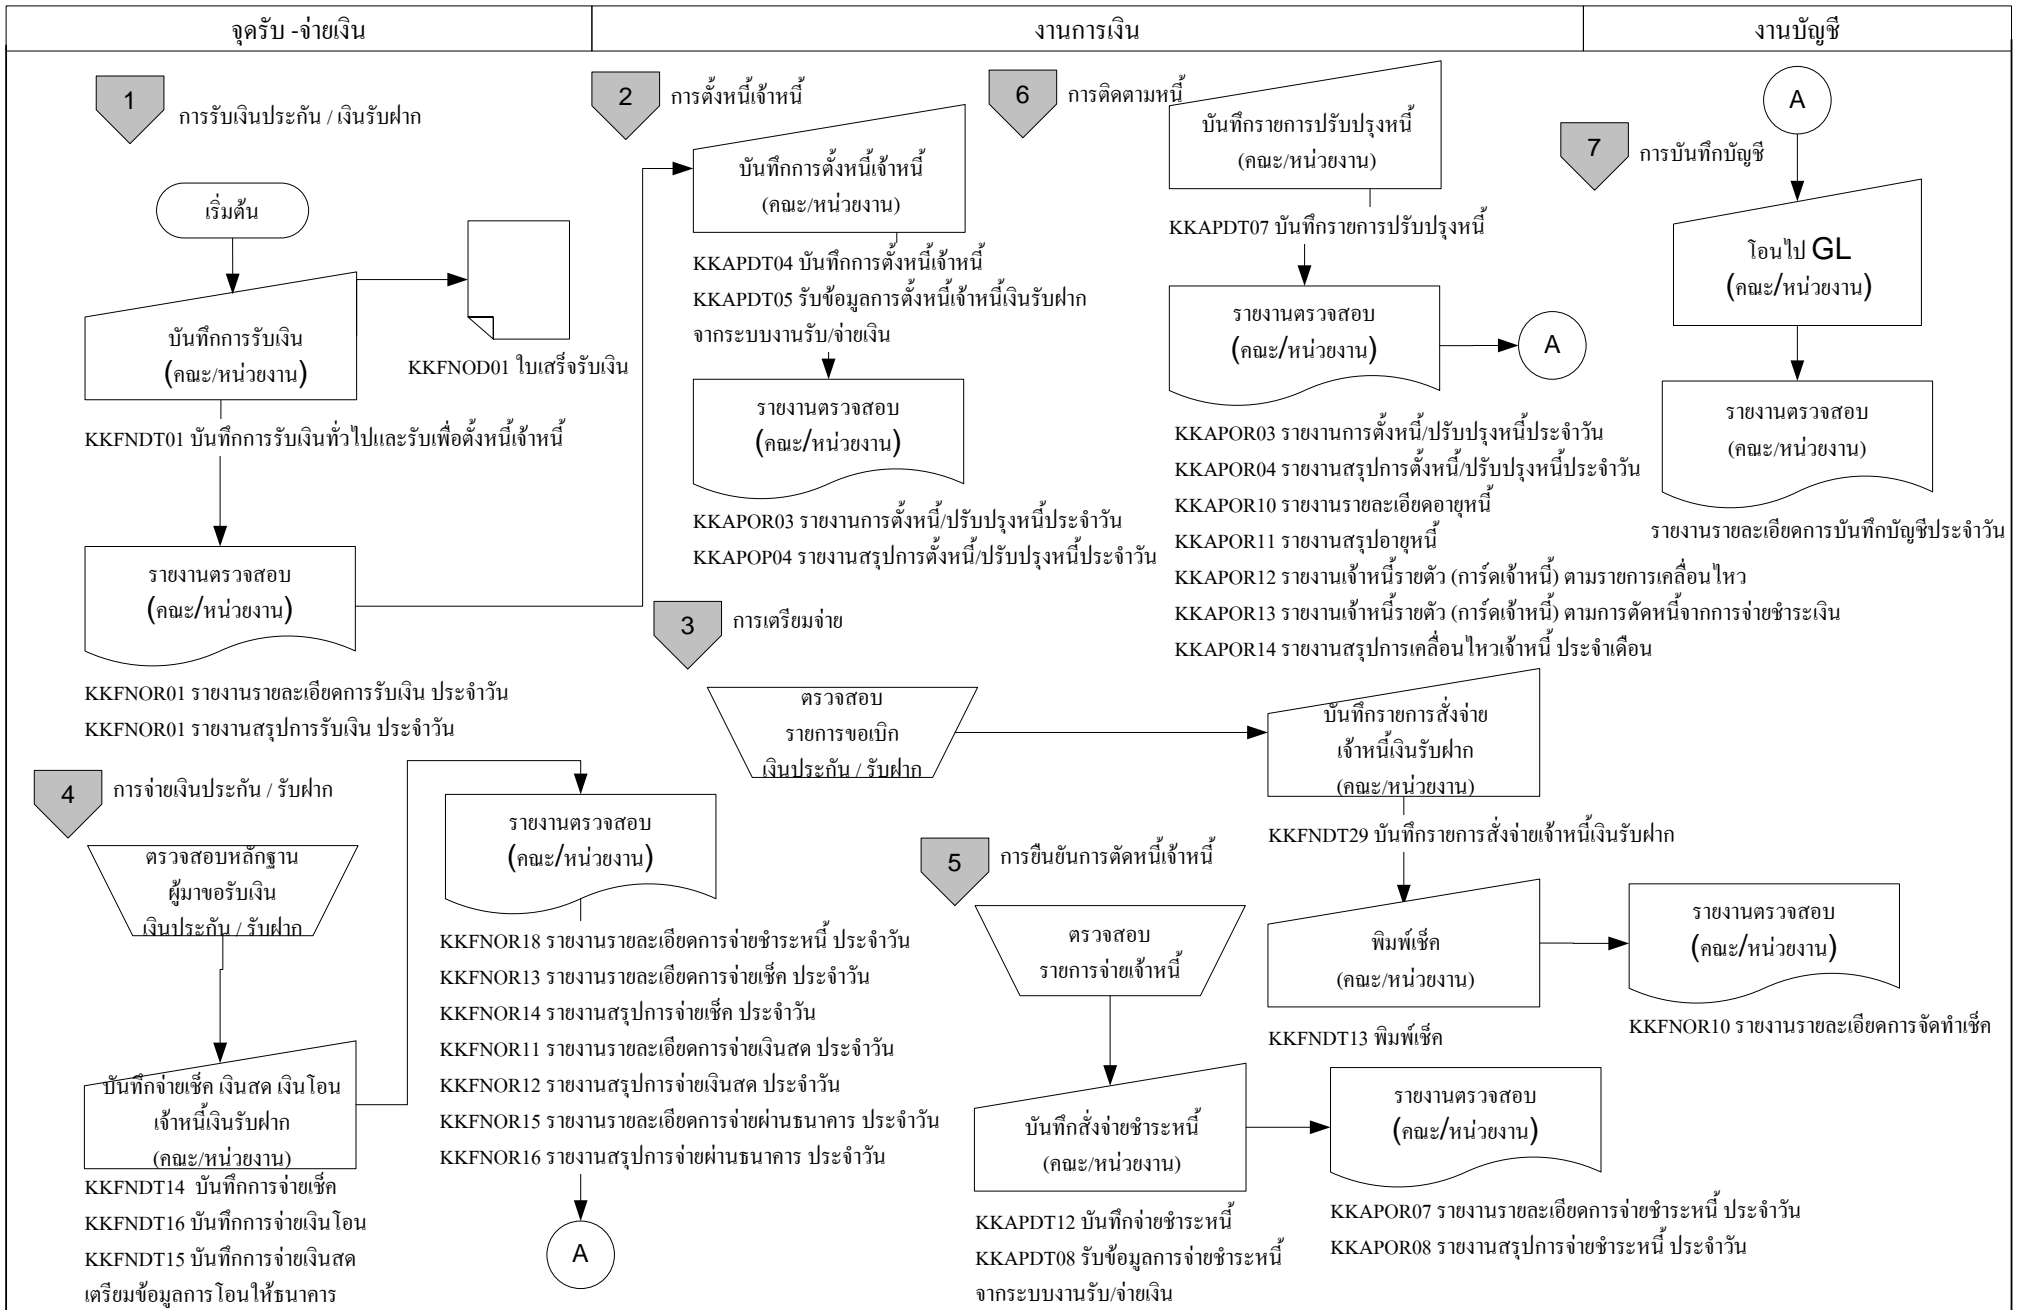 จุดรับ -จ่ายเงิน
งานการเงิน
งานบัญชี
1
การรับเงินประกัน / เงินรับฝาก
เริ่มต้น
บันทึกการรับเงิน
(คณะ/หน่วยงาน)
KKFNOD01 ใบเสร็จรับเงิน
KKFNDT01 บันทึกการรับเงินทั่วไปและรับเพื่อตั้งหนี้เจ้าหนี้
รายงานตรวจสอบ
(คณะ/หน่วยงาน)
KKFNOR01 รายงานรายละเอียดการรับเงิน ประจำวัน
KKFNOR01 รายงานสรุปการรับเงิน ประจำวัน
2
การตั้งหนี้เจ้าหนี้
บันทึกการตั้งหนี้เจ้าหนี้
(คณะ/หน่วยงาน)
KKAPDT04 บันทึกการตั้งหนี้เจ้าหนี้
KKAPDT05 รับข้อมูลการตั้งหนี้เจ้าหนี้เงินรับฝาก
จากระบบงานรับ/จ่ายเงิน
รายงานตรวจสอบ
(คณะ/หน่วยงาน)
KKAPOR03 รายงานการตั้งหนี้/ปรับปรุงหนี้ประจำวัน
KKAPOP04 รายงานสรุปการตั้งหนี้/ปรับปรุงหนี้ประจำวัน
6
การติดตามหนี้
บันทึกรายการปรับปรุงหนี้
(คณะ/หน่วยงาน)
KKAPDT07 บันทึกรายการปรับปรุงหนี้
รายงานตรวจสอบ
(คณะ/หน่วยงาน)
A
KKAPOR03 รายงานการตั้งหนี้/ปรับปรุงหนี้ประจำวัน
KKAPOR04 รายงานสรุปการตั้งหนี้/ปรับปรุงหนี้ประจำวัน
KKAPOR10 รายงานรายละเอียดอายุหนี้
KKAPOR11 รายงานสรุปอายุหนี้
KKAPOR12 รายงานเจ้าหนี้รายตัว (การ์ดเจ้าหนี้) ตามรายการเคลื่อนไหว
KKAPOR13 รายงานเจ้าหนี้รายตัว (การ์ดเจ้าหนี้) ตามการตัดหนี้จากการจ่ายชำระเงิน
KKAPOR14 รายงานสรุปการเคลื่อนไหวเจ้าหนี้ ประจำเดือน
A
7
การบันทึกบัญชี
โอนไป GL
(คณะ/หน่วยงาน)
รายงานตรวจสอบ
(คณะ/หน่วยงาน)
รายงานรายละเอียดการบันทึกบัญชีประจำวัน
3
การเตรียมจ่าย
ตรวจสอบ
รายการขอเบิก
เงินประกัน / รับฝาก
บันทึกรายการสั่งจ่าย
เจ้าหนี้เงินรับฝาก
(คณะ/หน่วยงาน)
KKFNDT29 บันทึกรายการสั่งจ่ายเจ้าหนี้เงินรับฝาก
พิมพ์เช็ค
(คณะ/หน่วยงาน)
KKFNDT13 พิมพ์เช็ค
รายงานตรวจสอบ
(คณะ/หน่วยงาน)
KKFNOR10 รายงานรายละเอียดการจัดทำเช็ค
4
การจ่ายเงินประกัน / รับฝาก
ตรวจสอบหลักฐาน
ผู้มาขอรับเงิน
เงินประกัน / รับฝาก
บันทึกจ่ายเช็ค เงินสด เงินโอน
เจ้าหนี้เงินรับฝาก
(คณะ/หน่วยงาน)
KKFNDT14 บันทึกการจ่ายเช็ค
KKFNDT16 บันทึกการจ่ายเงินโอน
KKFNDT15 บันทึกการจ่ายเงินสด
เตรียมข้อมูลการโอนให้ธนาคาร
รายงานตรวจสอบ
(คณะ/หน่วยงาน)
KKFNOR18 รายงานรายละเอียดการจ่ายชำระหนี้ ประจำวัน
KKFNOR13 รายงานรายละเอียดการจ่ายเช็ค ประจำวัน
KKFNOR14 รายงานสรุปการจ่ายเช็ค ประจำวัน
KKFNOR11 รายงานรายละเอียดการจ่ายเงินสด ประจำวัน
KKFNOR12 รายงานสรุปการจ่ายเงินสด ประจำวัน
KKFNOR15 รายงานรายละเอียดการจ่ายผ่านธนาคาร ประจำวัน
KKFNOR16 รายงานสรุปการจ่ายผ่านธนาคาร ประจำวัน
A
5
การยืนยันการตัดหนี้เจ้าหนี้
ตรวจสอบ
รายการจ่ายเจ้าหนี้
บันทึกสั่งจ่ายชำระหนี้
(คณะ/หน่วยงาน)
KKAPDT12 บันทึกจ่ายชำระหนี้
KKAPDT08 รับข้อมูลการจ่ายชำระหนี้
จากระบบงานรับ/จ่ายเงิน
รายงานตรวจสอบ
(คณะ/หน่วยงาน)
KKAPOR07 รายงานรายละเอียดการจ่ายชำระหนี้ ประจำวัน
KKAPOR08 รายงานสรุปการจ่ายชำระหนี้ ประจำวัน